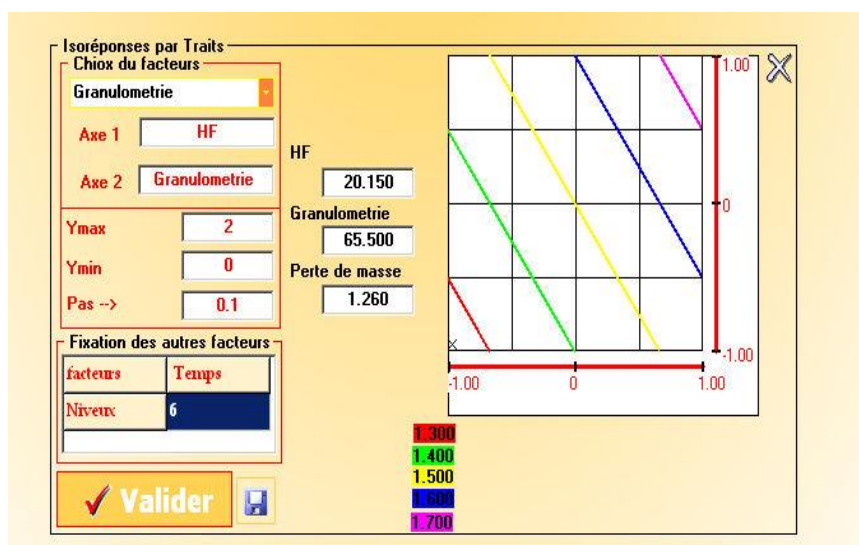 Isoréponses par Traits
Chiox du facteurs
Granulometrie
Axe 1 HF
Axe 2 Granulometrie
Ymax 2
Ymin 0
Pas --> 0.1
HF
20.150
Granulometrie
65.500
Perte de masse
1.260
Fixation des autres facteurs
facteurs Temps
Niveux 6
Valider
1.00
0
-1.00
-1.00 0 1.00
1.300
1.400
1.500
1.600
1.700